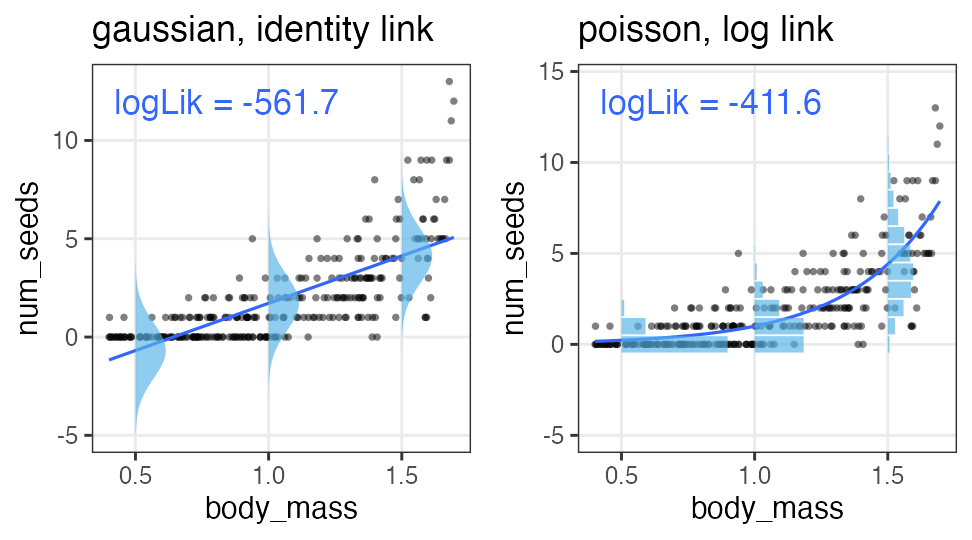 gaussian, identity link
logLik = -561.7
num_seeds
10
5
0
-5
0.5 1.0 1.5
body_mass
poisson, log link
logLik = -411.6
num_seeds
15
10
5
0
-5
0.5 1.0 1.5
body_mass